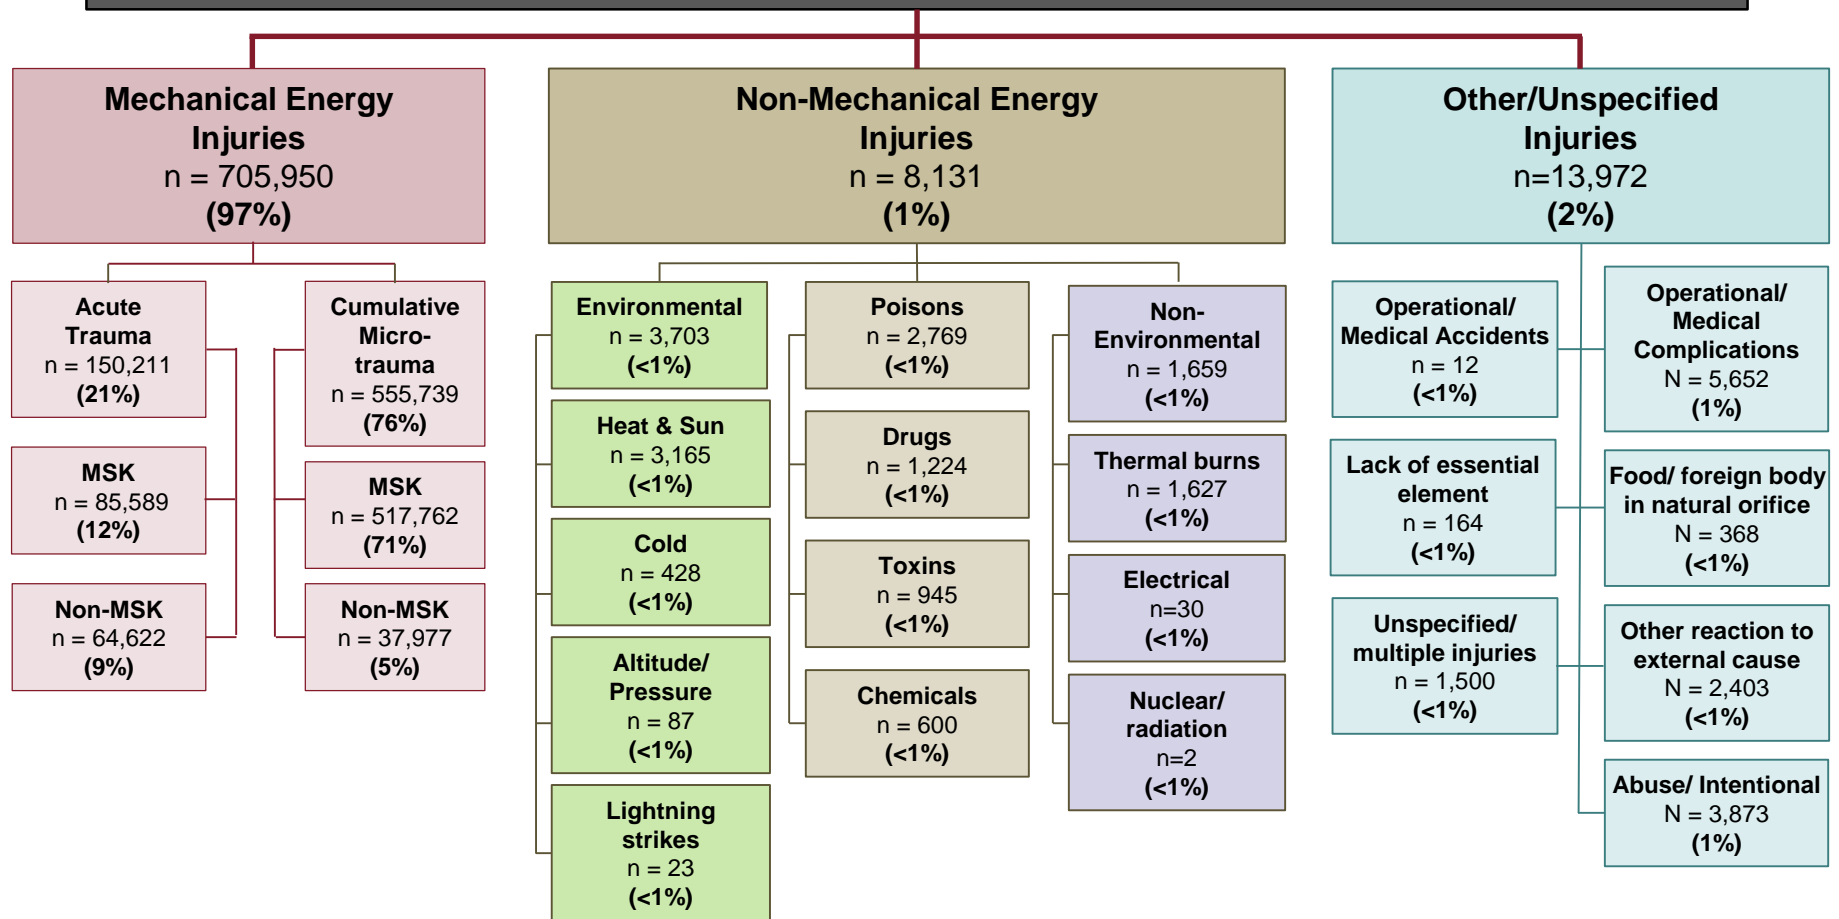 Mechanical Energy
Injuries
n = 705,950
(97%)
Acute
Trauma
n = 150,211
(21%)
MSK
n = 85,589
(12%)
Non-MSK
n = 64,622
(9%)
Cumulative
Micro-
trauma
n = 555,739
(76%)
MSK
n = 517,762
(71%)
Non-MSK
n = 37,977
(5%)
Non-Mechanical Energy
Injuries
n = 8,131
(1%)
Environmental
n = 3,703
(<1%)
Heat & Sun
n = 3,165
(<1%)
Cold
n = 428
(<1%)
Altitude/
Pressure
n = 87
(<1%)
Lightning
strikes
n = 23
(<1%)
Poisons
n = 2,769
(<1%)
Drugs
n = 1,224
(<1%)
Toxins
n = 945
(<1%)
Chemicals
n = 600
(<1%)
Non-
Environmental
n = 1,659
(<1%)
Thermal burns
n = 1,627
(<1%)
Electrical
n=30
(<1%)
Nuclear/
radiation
n=2
(<1%)
Other/Unspecified
Injuries
n=13,972
(2%)
Operational/
Medical Accidents
n = 12
(<1%)
Lack of essential
element
n = 164
(<1%)
Unspecified/
multiple injuries
n = 1,500
(<1%)
Operational/
Medical
Complications
N = 5,652
(1%)
Food/ foreign body
in natural orifice
N = 368
(<1%)
Other reaction to
external cause
N = 2,403
(<1%)
Abuse/ Intentional
N = 3,873
(1%)